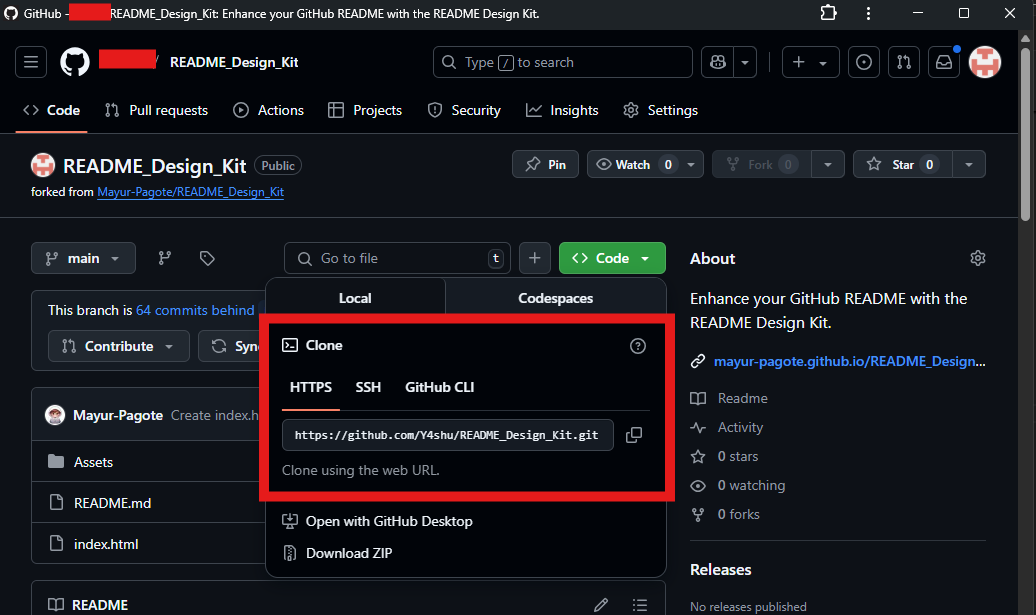 GitHub - README_Design_Kit: Enhance your GitHub README with the README Design Kit.
/ README_Design_Kit
Type / to search
Code Pull requests Actions Projects Security Insights Settings
README_Design_Kit Public
Pin Watch 0 Fork 0 Star 0
forked from Mayur-Pagote/README_Design_Kit
main
Go to file t
Code
Local Codespaces
This branch is 64 commits behind
Contribute
Sync
Clone
HTTPS SSH GitHub CLI
https://github.com/Y4shu/README_Design_Kit.git
Clone using the web URL.
Open with GitHub Desktop
Download ZIP
Mayur-Pagote Create index.h
Assets
README.md
index.html
README
About
Enhance your GitHub README with the
README Design Kit.
mayur-pagote.github.io/README_Design...
Readme
Activity
0 stars
0 watching
0 forks
Releases
No releases published